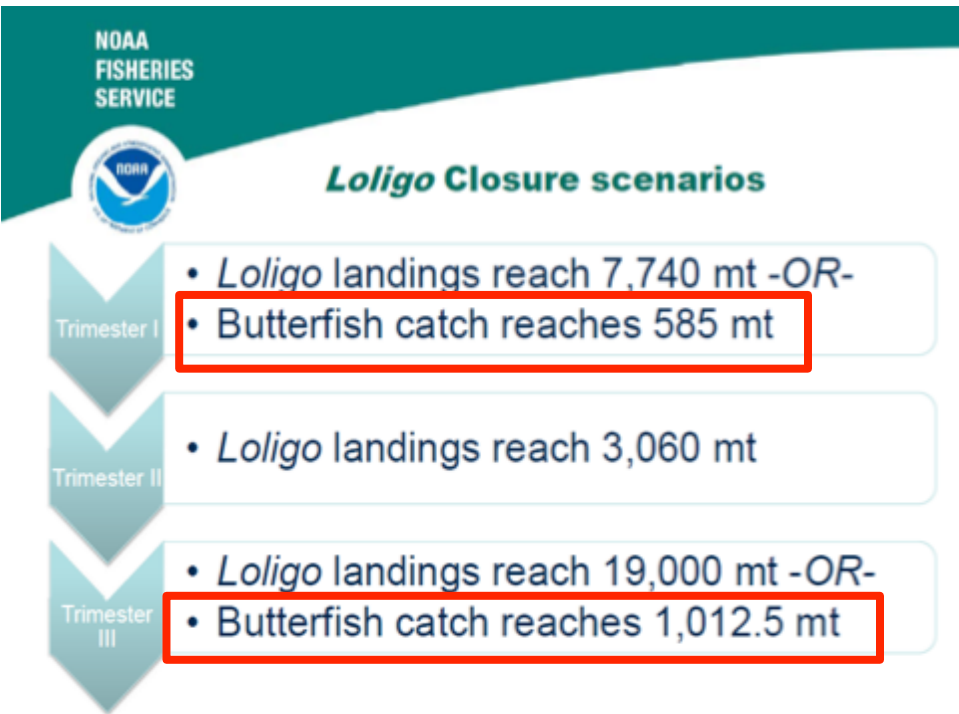 NOAA
FISHERIES
SERVICE
NOAA
Loligo Closure scenarios
Trimester I
• Loligo landings reach 7,740 mt -OR-
• Butterfish catch reaches 585 mt
Trimester II
• Loligo landings reach 3,060 mt
Trimester
III
• Loligo landings reach 19,000 mt -OR-
• Butterfish catch reaches 1,012.5 mt